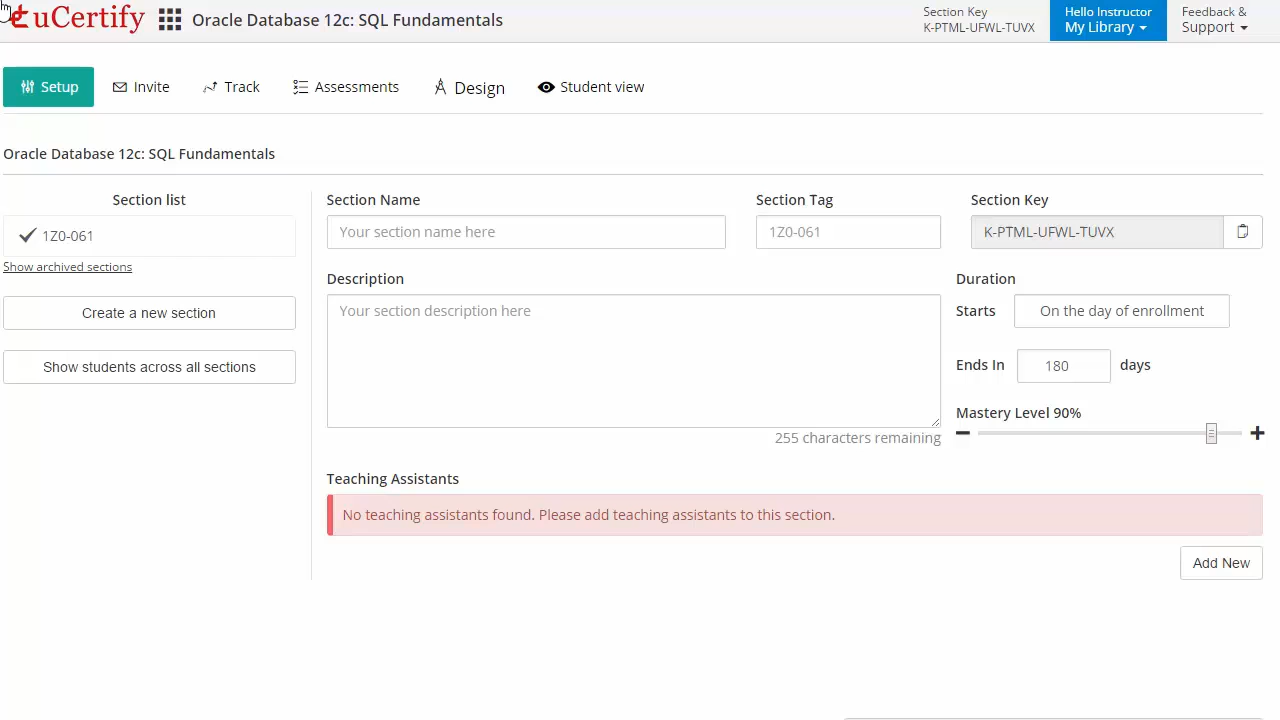 uCertify Oracle Database 12c: SQL Fundamentals
Section Key
K-PTML-UFWL-TUVX
Hello Instructor
My Library
Feedback &
Support
Setup Invite Track Assessments Design Student view
Oracle Database 12c: SQL Fundamentals
Section list
1Z0-061
Show archived sections
Create a new section
Show students across all sections
Section Name
Your section name here
Section Tag
1Z0-061
Section Key
K-PTML-UFWL-TUVX
Description
Your section description here
255 characters remaining
Duration
Starts On the day of enrollment
Ends In 180 days
Mastery Level 90%
Teaching Assistants
No teaching assistants found. Please add teaching assistants to this section.
Add New